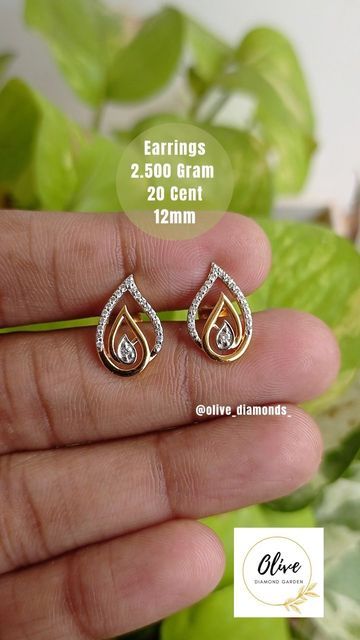 Earrings
2.500 Gram
20 Cent
12mm
@olive_diamonds_
Olive
DIAMOND GARDEN